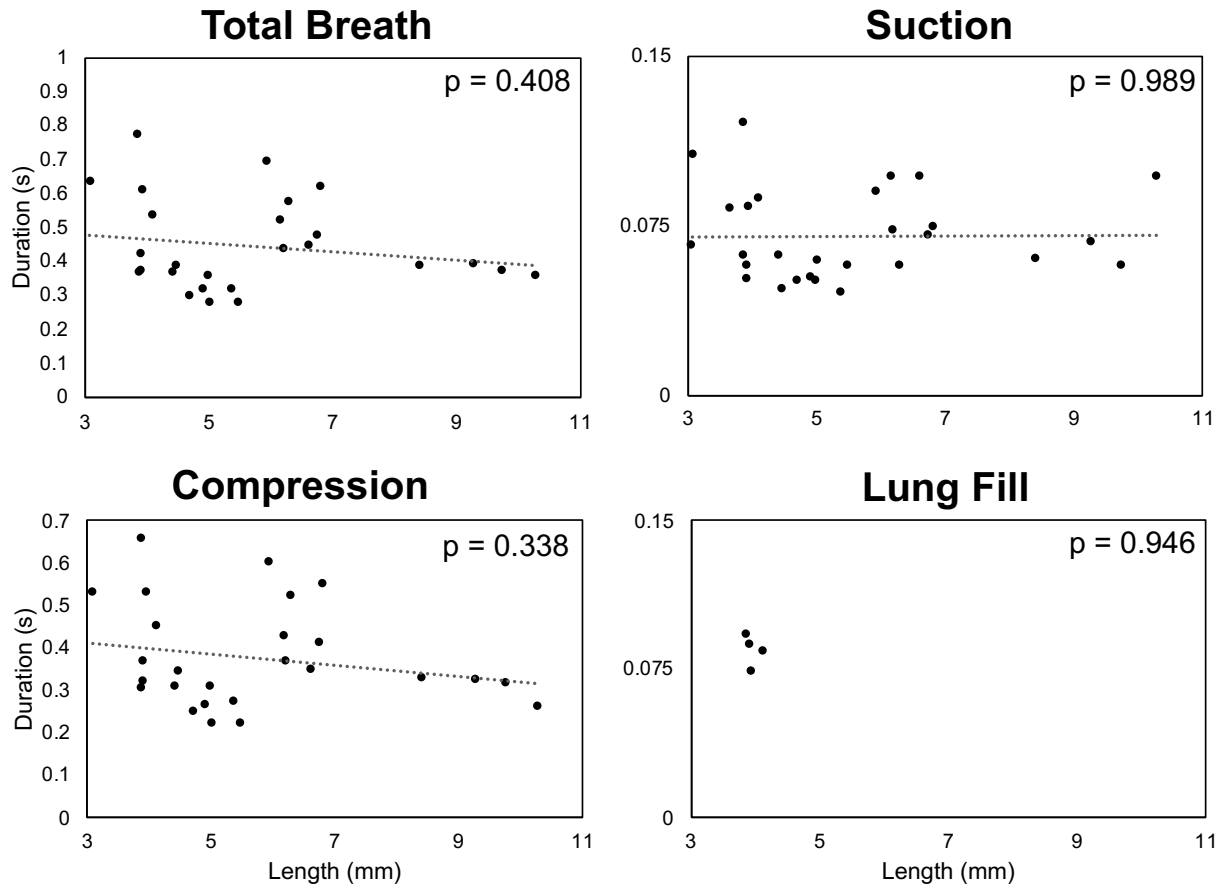 Total Breath
p = 0.408
Duration (s)
1
0.9
0.8
0.7
0.6
0.5
0.4
0.3
0.2
0.1
0
3 5 7 9 11
Suction
p = 0.989
0.15
0.075
0
3 5 7 9 11
Compression
p = 0.338
Duration (s)
0.7
0.6
0.5
0.4
0.3
0.2
0.1
0
3 5 7 9 11
Length (mm)
Lung Fill
p = 0.946
0.15
0.075
0
3 5 7 9 11
Length (mm)